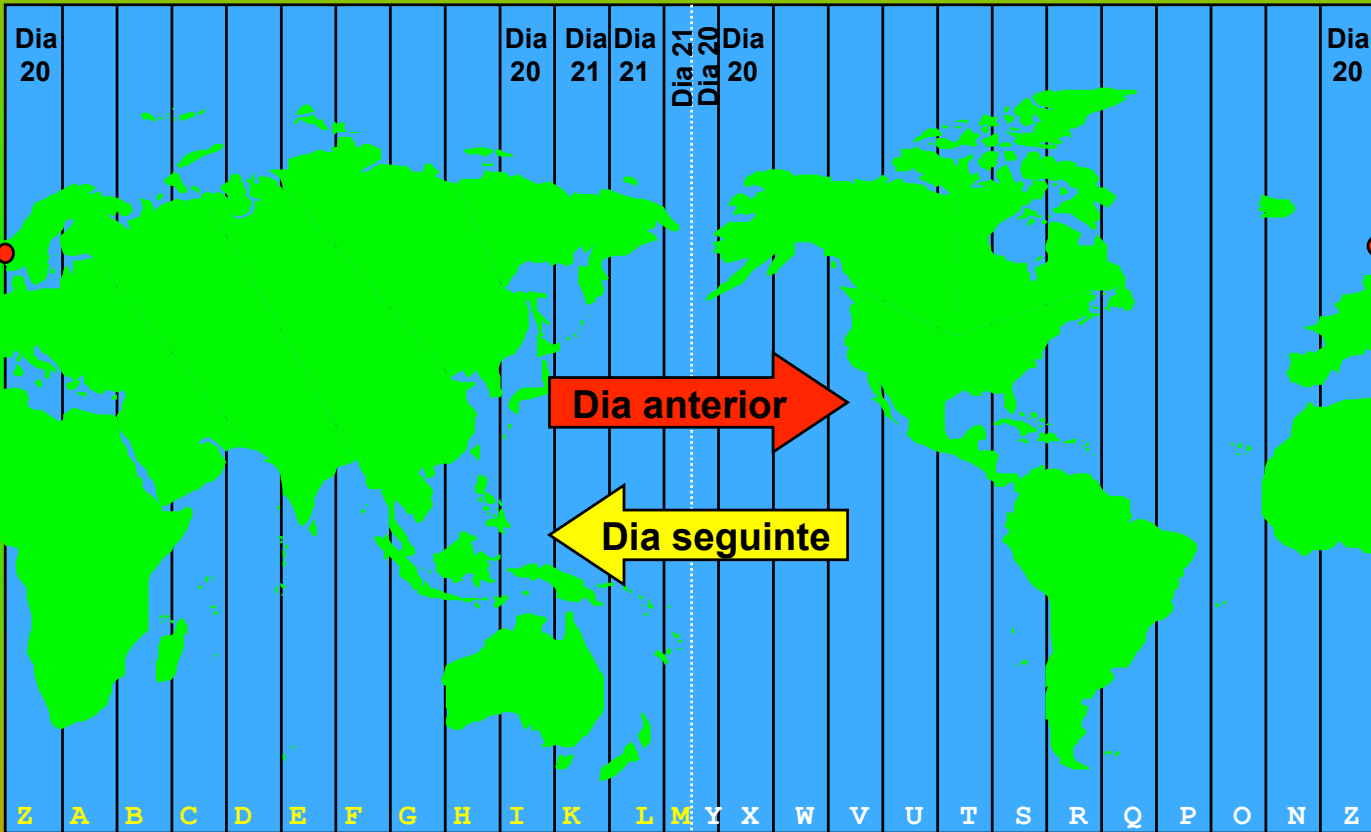 Dia
20
Dia
20
Dia
21
Dia
21
Dia 21
Dia 20
Dia
20
Dia
20
Dia anterior
Dia seguinte
Z A B C D E F G H I K L M Y X W V U T S R Q P O N Z